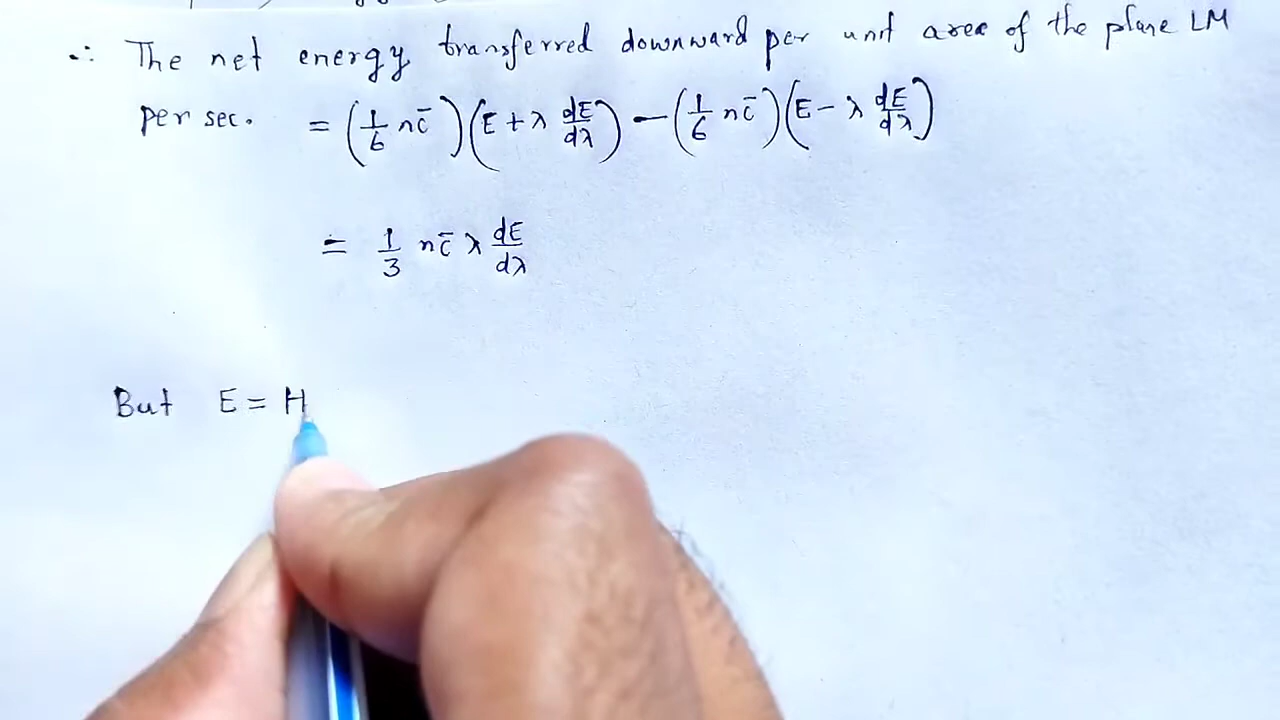 ∴ The net energy transferred downward per unit area of the plane LM
per sec. = (1/6 nc̄)(E + λ dE/dλ) − (1/6 nc̄)(E − λ dE/dλ)
= 1/3 nc̄ λ dE/dλ
But E = H